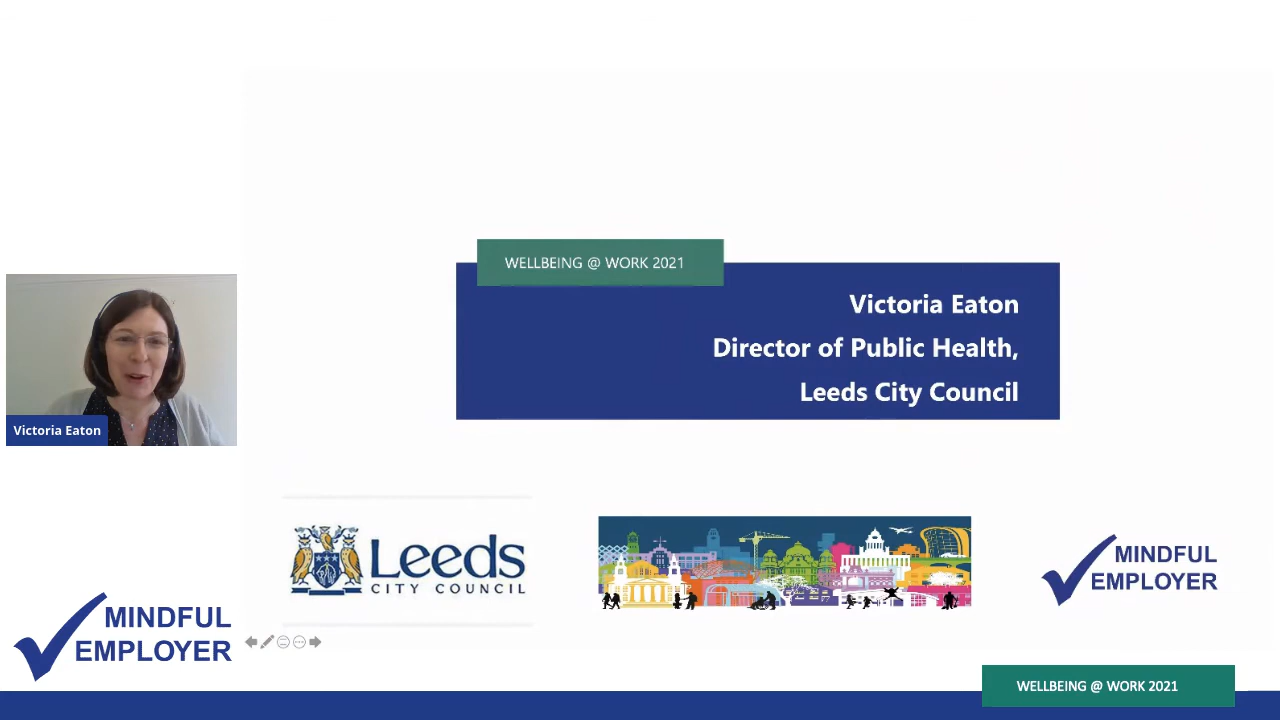 WELLBEING @ WORK 2021
Victoria Eaton
Director of Public Health,
Leeds City Council
Victoria Eaton
Leeds
CITY COUNCIL
MINDFUL
EMPLOYER
MINDFUL
EMPLOYER
WELLBEING @ WORK 2021